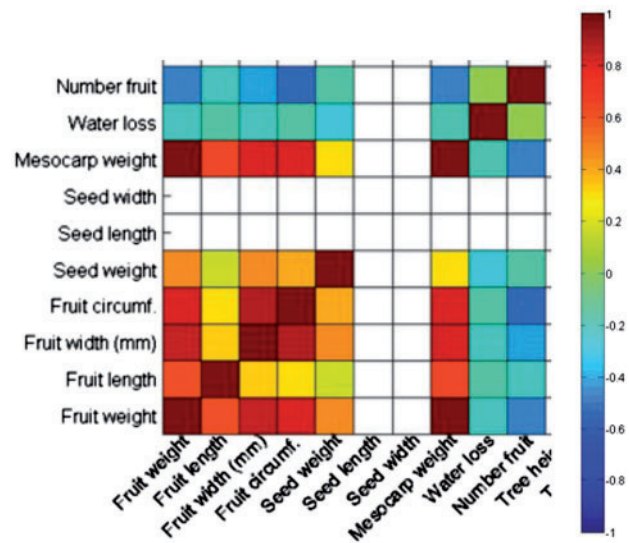 Number fruit
Water loss
Mesocarp weight
Seed width
Seed length
Seed weight
Fruit circumf.
Fruit width (mm)
Fruit length
Fruit weight
Fruit weight
Fruit length
Fruit width (mm)
Fruit circumf.
Seed weight
Seed length
Seed width
Mesocarp weight
Water loss
Number fruit
Tree
1
0.8
0.6
0.4
0.2
0
-0.2
-0.4
-0.6
-0.8
-1